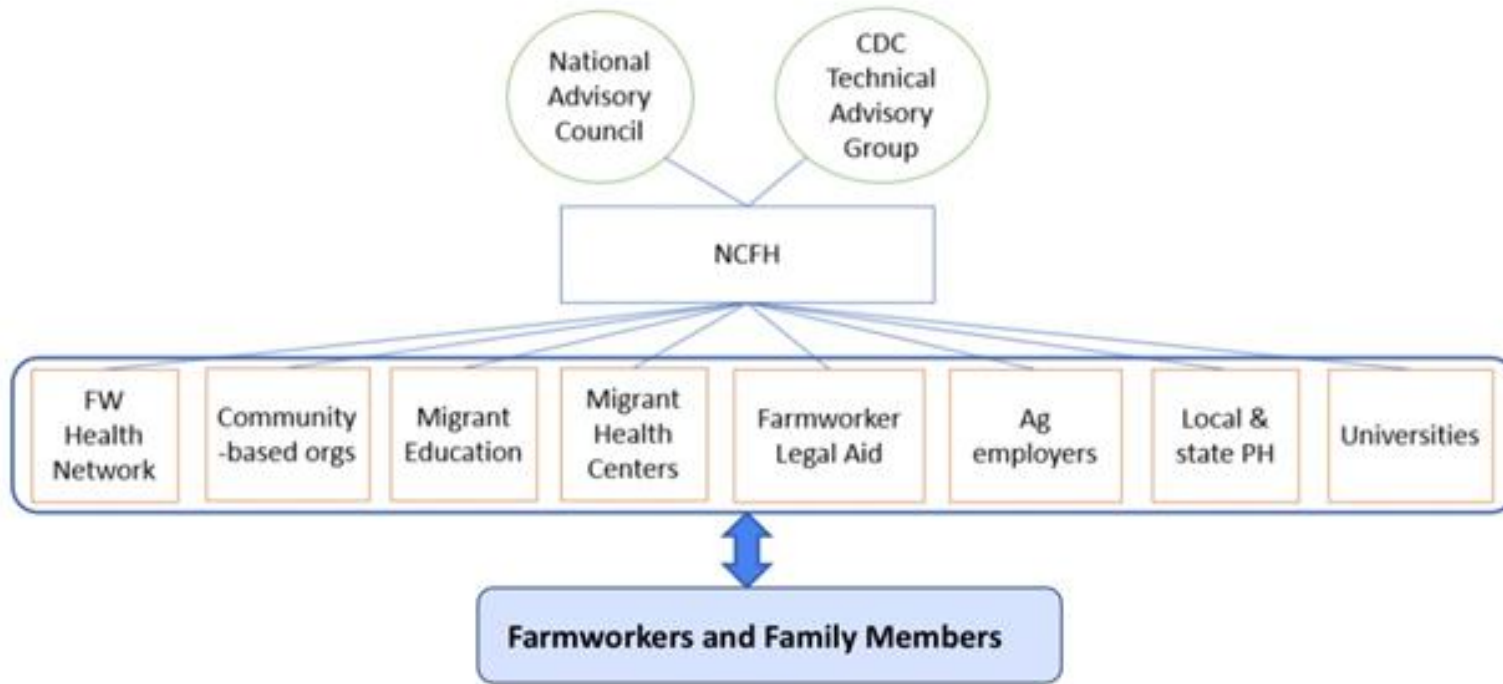 National
Advisory
Council
CDC
Technical
Advisory
Group
NCFH
FW
Health
Network
Community
-based orgs
Migrant
Education
Migrant
Health
Centers
Farmworker
Legal Aid
Ag
employers
Local &
state PH
Universities
Farmworkers and Family Members